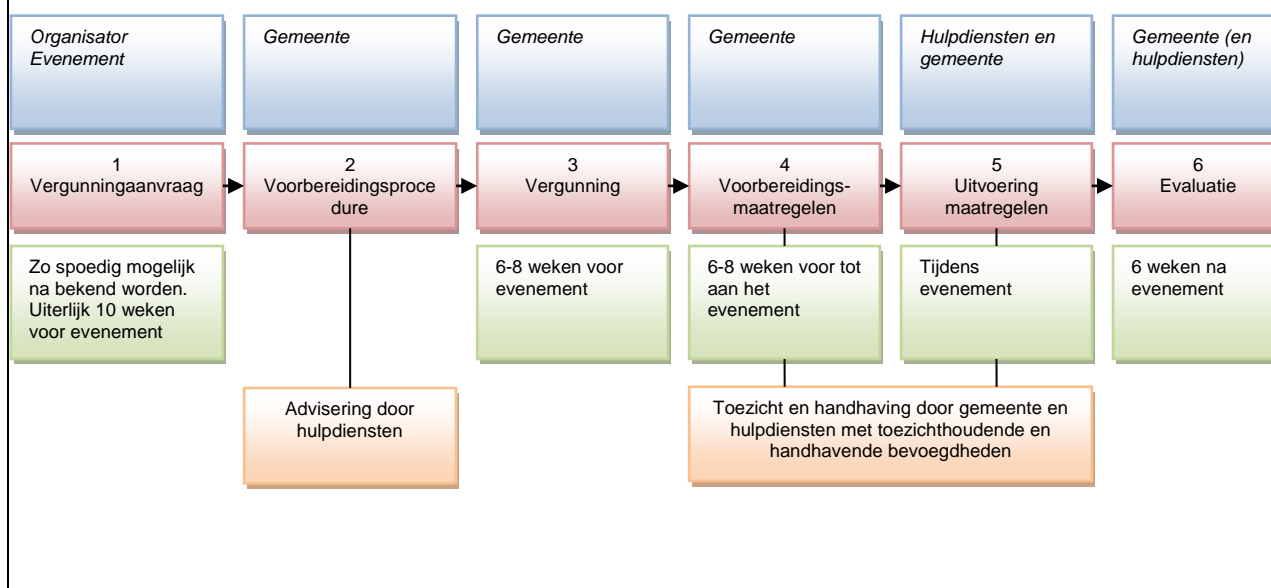 Organisator
Evenement
Gemeente
Gemeente
Gemeente
Hulpdiensten en
gemeente
Gemeente (en
hulpdiensten)
1
Vergunningaanvraag
2
Voorbereidingsproce
dure
3
Vergunning
4
Voorbereidings-
maatregelen
5
Uitvoering
maatregelen
6
Evaluatie
Zo spoedig mogelijk
na bekend worden.
Uiterlijk 10 weken
voor evenement
6-8 weken voor
evenement
6-8 weken voor tot
aan het
evenement
Tijdens
evenement
6 weken na
evenement
Advisering door
hulpdiensten
Toezicht en handhaving door gemeente en
hulpdiensten met toezichthoudende en
handhavende bevoegdheden